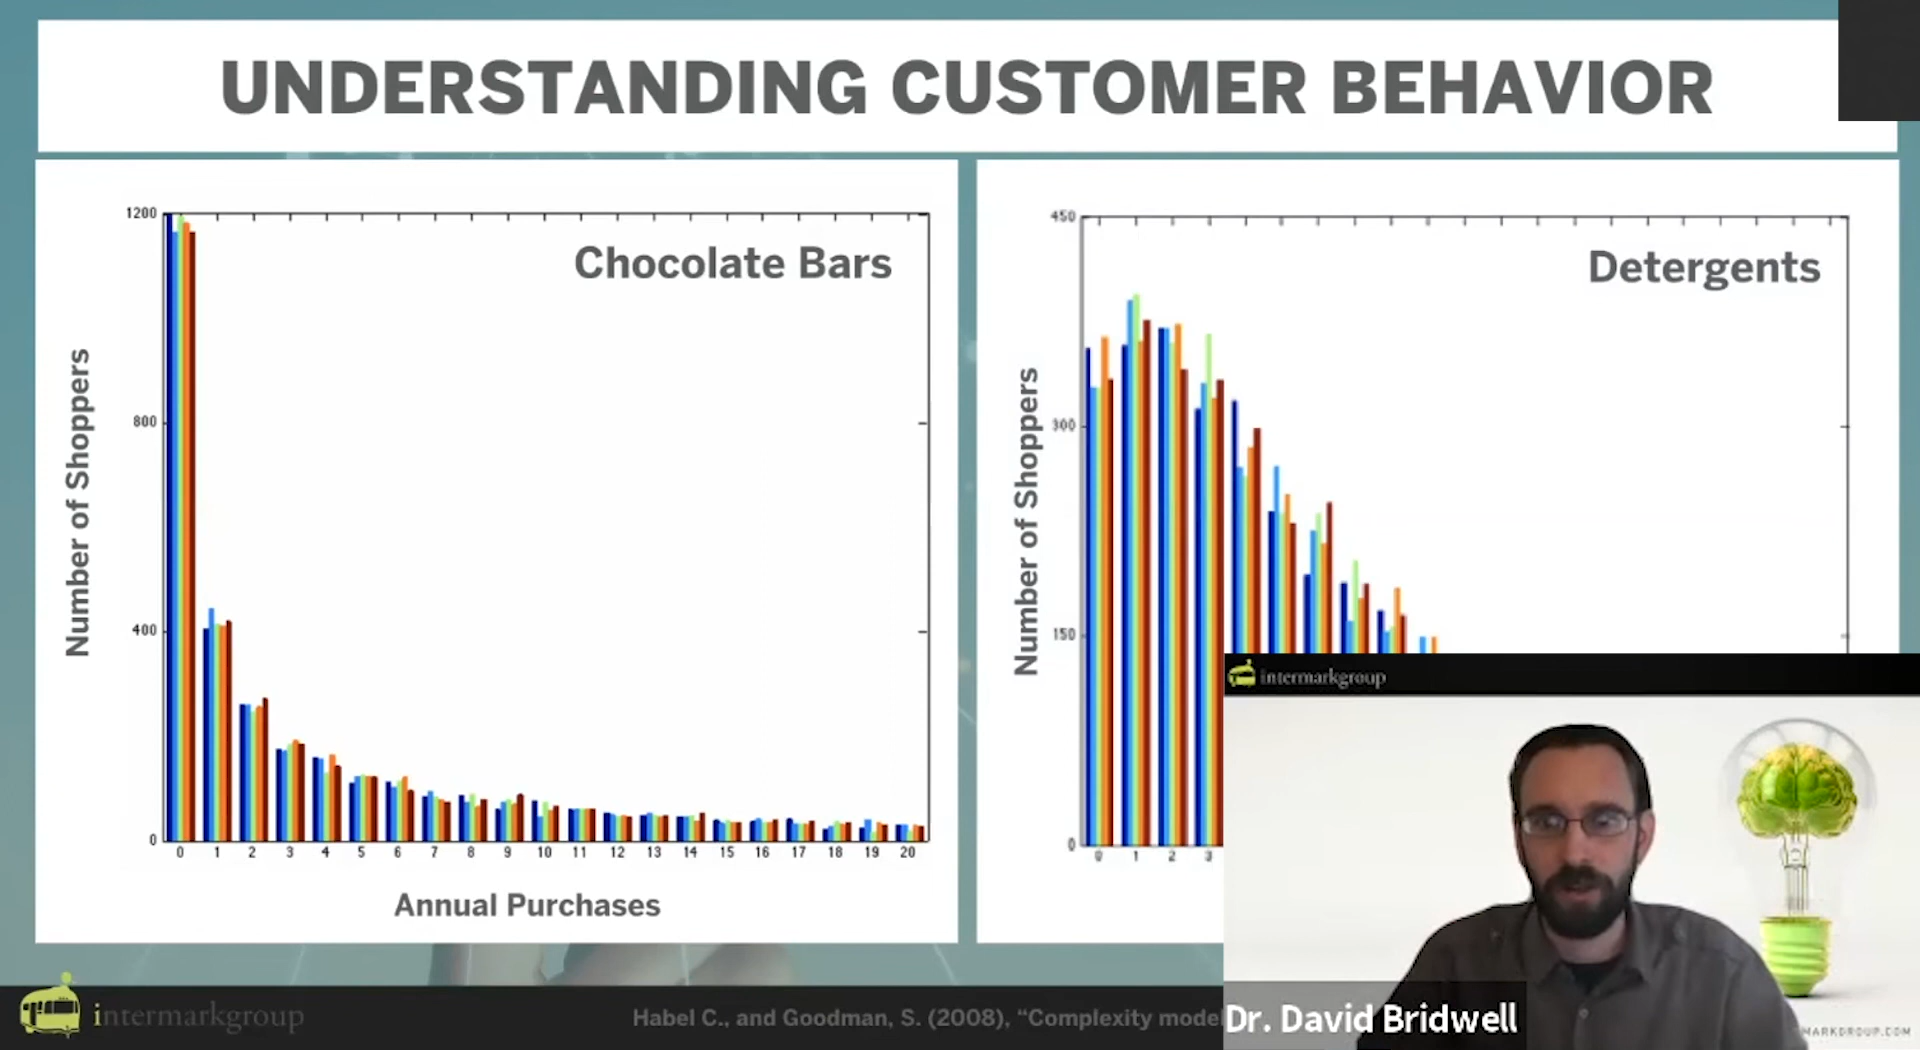 UNDERSTANDING CUSTOMER BEHAVIOR
Chocolate Bars
Number of Shoppers
1200
800
400
0
0 1 2 3 4 5 6 7 8 9 10 11 12 13 14 15 16 17 18 19 20
Annual Purchases
Detergents
Number of Shoppers
450
300
150
0
0 1 2 3
intermarkgroup
Dr. David Bridwell
MARKGROUP.COM
intermarkgroup
Habel C., and Goodman, S. (2008), “Complexity mode